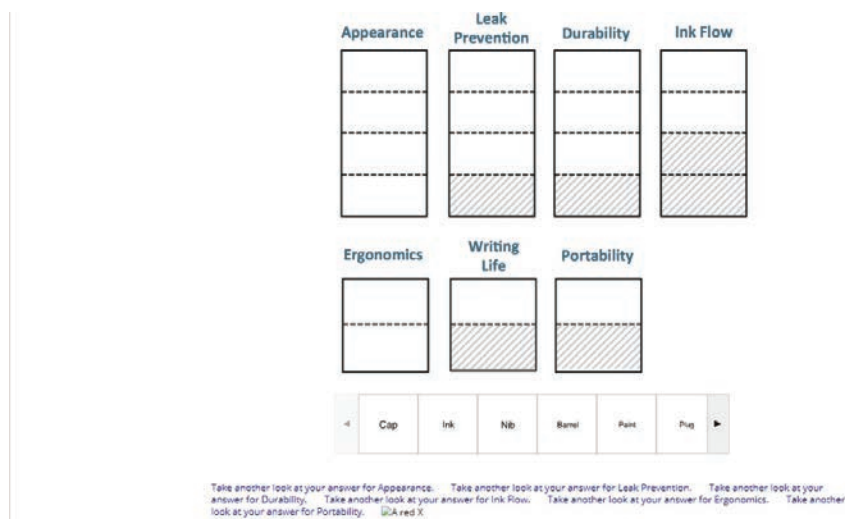 Appearance
Leak Prevention
Durability
Ink Flow
Ergonomics
Writing Life
Portability
Cap
Ink
Nib
Barrel
Paint
Plug
Take another look at your answer for Appearance. Take another look at your answer for Leak Prevention. Take another look at your
answer for Durability. Take another look at your answer for Ink Flow. Take another look at your answer for Ergonomics. Take another
look at your answer for Portability. A red X